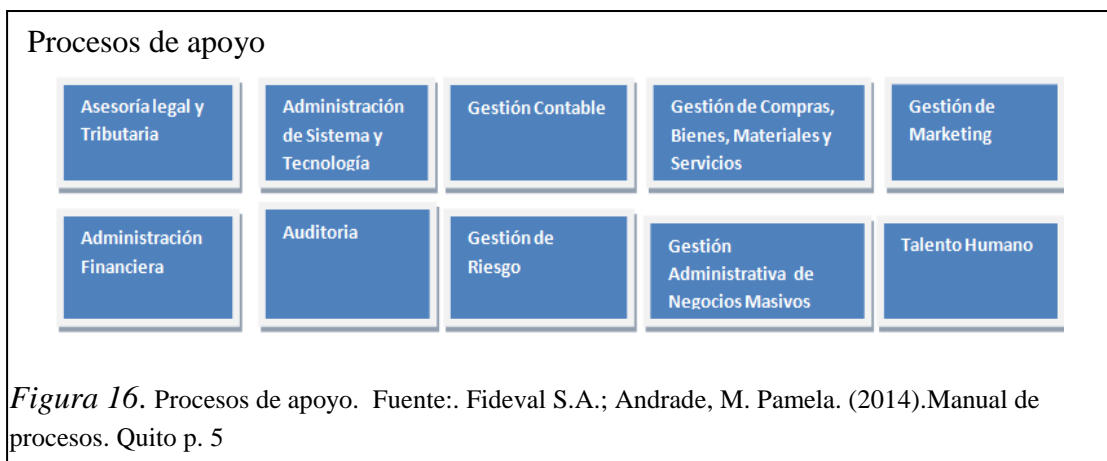 Procesos de apoyo
Asesoría legal y
Tributaria
Administración
de Sistema y
Tecnología
Gestión Contable
Gestión de Compras,
Bienes, Materiales y
Servicios
Gestión de
Marketing
Administración
Financiera
Auditoria
Gestión de
Riesgo
Gestión
Administrativa de
Negocios Masivos
Talento Humano
Figura 16. Procesos de apoyo. Fuente:. Fideval S.A.; Andrade, M. Pamela. (2014).Manual de
procesos. Quito p. 5